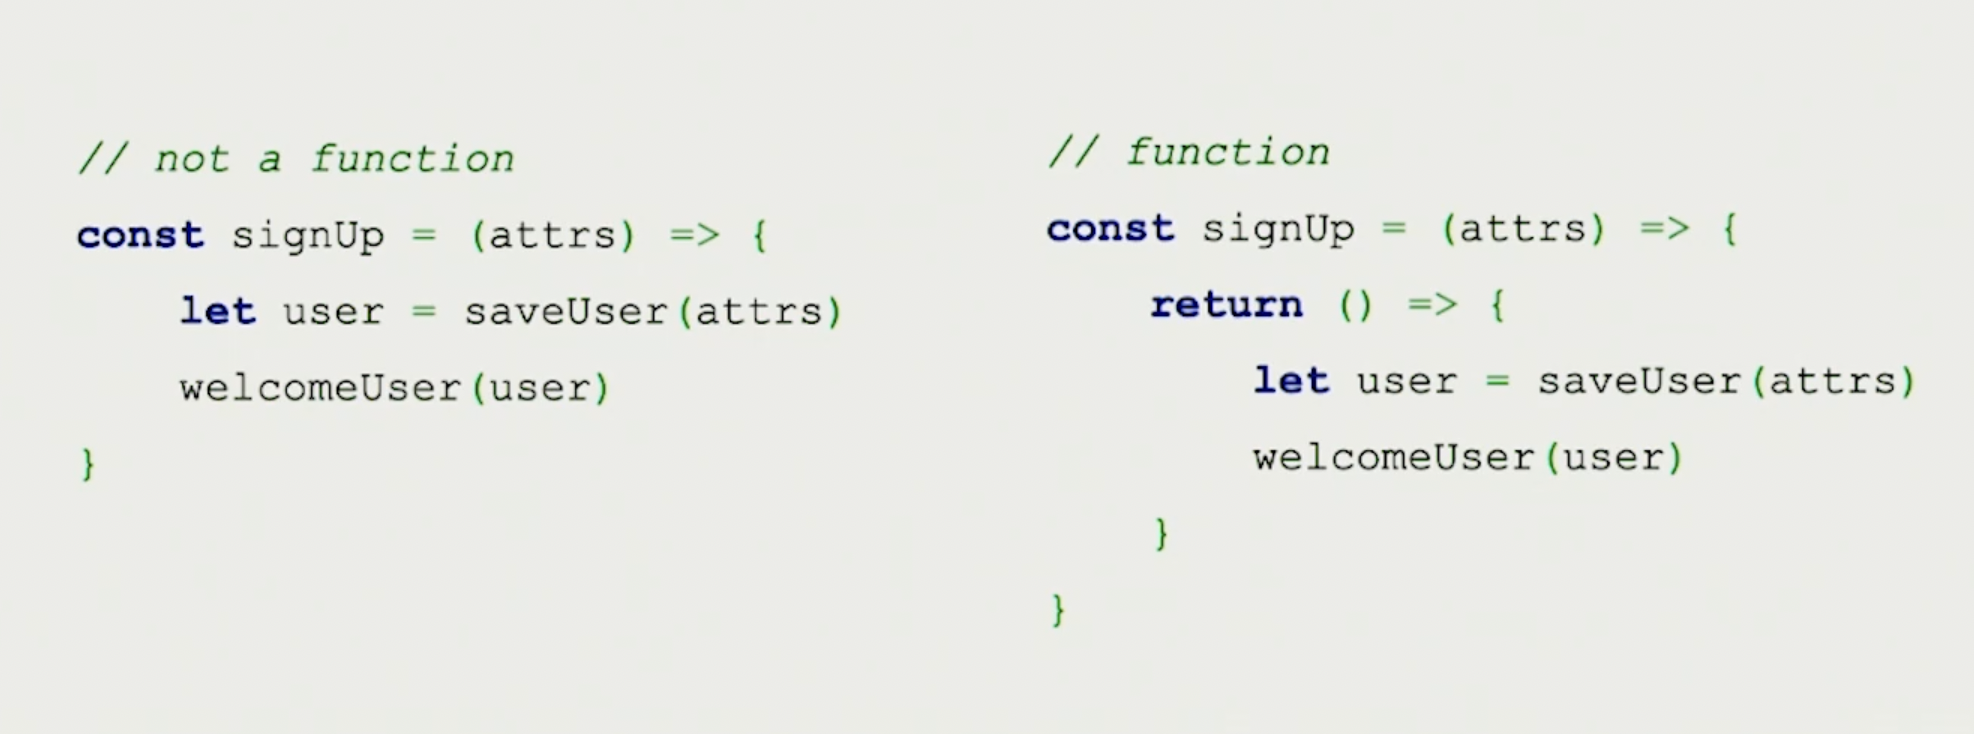 // not a function
const signUp = (attrs) => {
    let user = saveUser(attrs)
    welcomeUser(user)
}
// function
const signUp = (attrs) => {
    return () => {
        let user = saveUser(attrs)
        welcomeUser(user)
    }
}